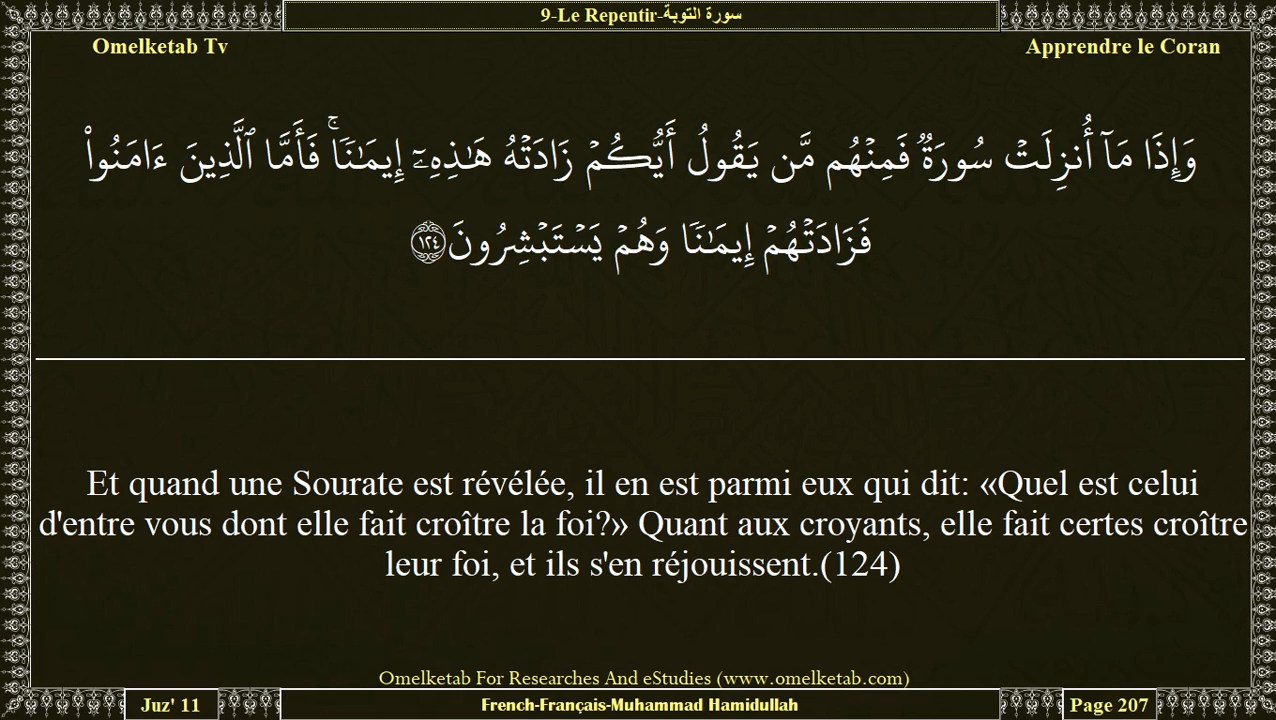 9-Le Repentir-سورة التوبة
Omelketab Tv
Apprendre le Coran
وَإِذَا مَآ أُنزِلَتۡ سُورَةٞ فَمِنۡهُم مَّن يَقُولُ أَيُّكُمۡ زَادَتۡهُ هَٰذِهِۦٓ إِيمَٰنٗاۚ فَأَمَّا ٱلَّذِينَ ءَامَنُواْ
فَزَادَتۡهُمۡ إِيمَٰنٗا وَهُمۡ يَسۡتَبۡشِرُونَ ١٢٤
Et quand une Sourate est révélée, il en est parmi eux qui dit: «Quel est celui
d'entre vous dont elle fait croître la foi?» Quant aux croyants, elle fait certes croître
leur foi, et ils s'en réjouissent.(124)
Omelketab For Researches And eStudies (www.omelketab.com)
Juz' 11
French-Français-Muhammad Hamidullah
Page 207